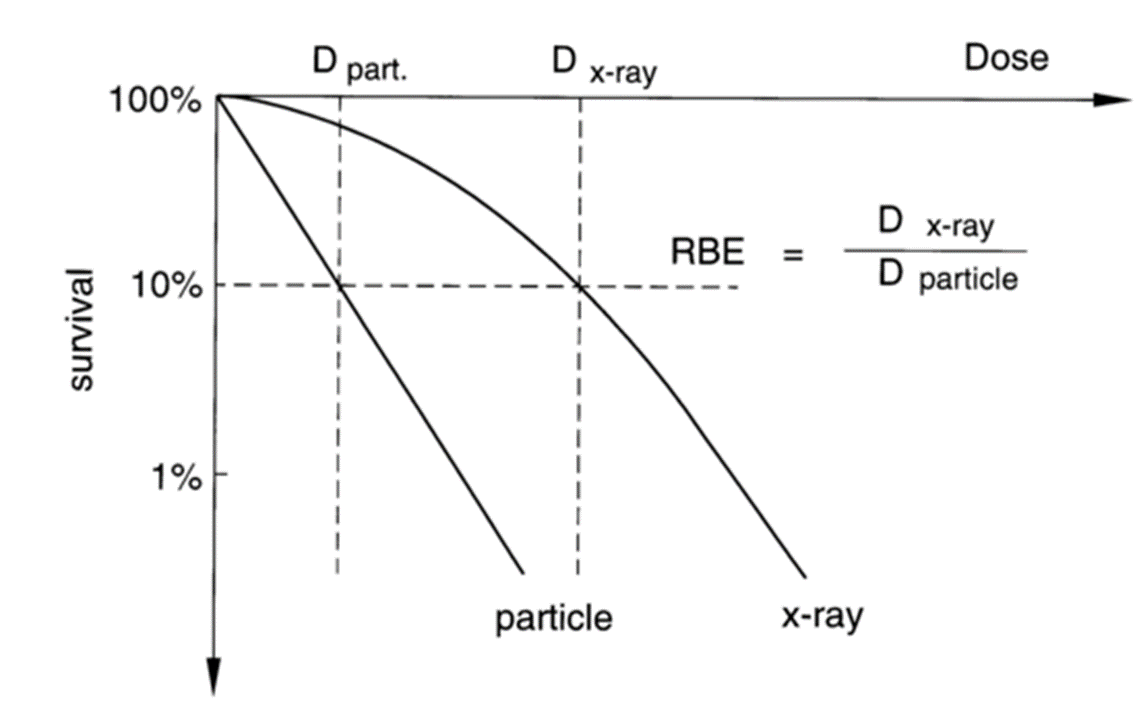 D part.
D x-ray
Dose
100%
D x-ray
RBE =
D particle
10%
survival
1%
particle
x-ray